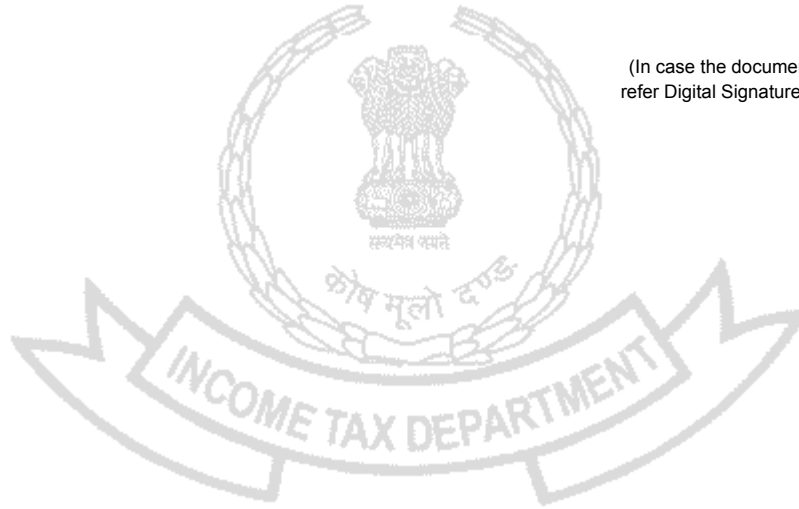 (In case the docume
refer Digital Signature
सत्यमेव जयते
कोष मूलो दण्ड:
INCOME TAX DEPARTMENT